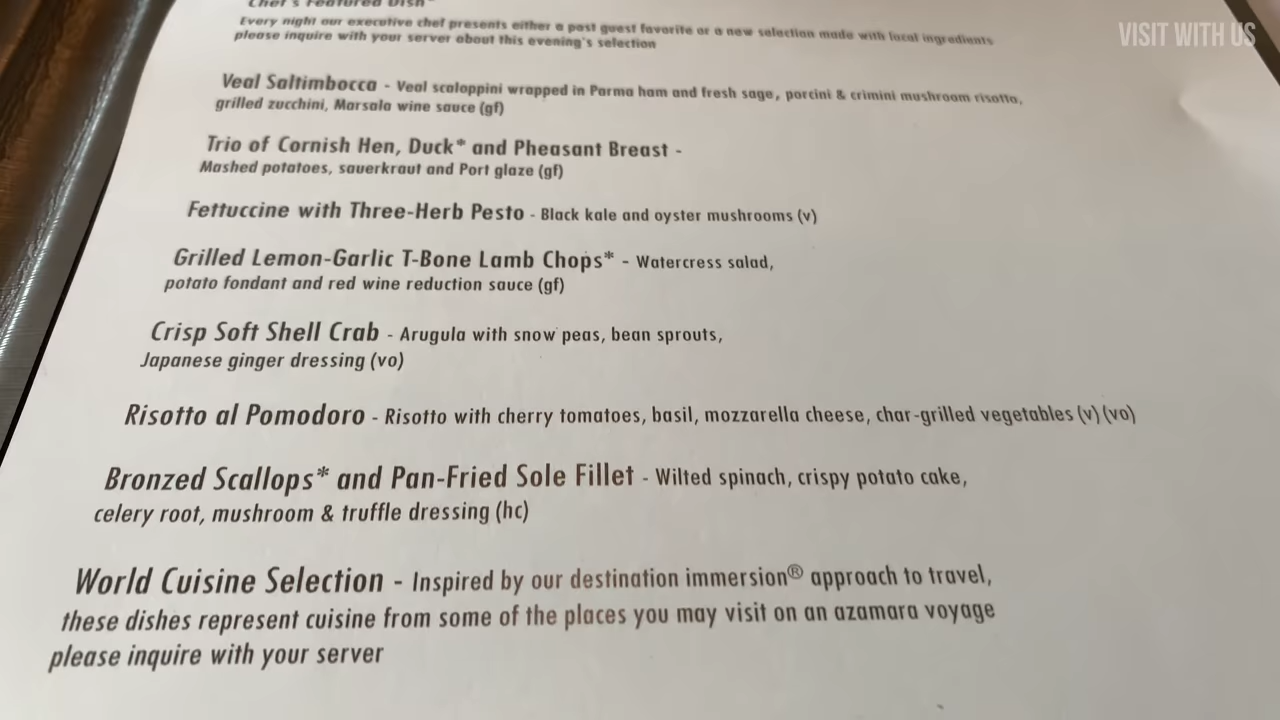 Chef's Featured Dish*
VISIT WITH US
Every night our executive chef presents either a past guest favorite or a new selection made with local ingredients
please inquire with your server about this evening's selection
Veal Saltimbocca - Veal scaloppini wrapped in Parma ham and fresh sage, porcini & crimini mushroom risotto,
grilled zucchini, Marsala wine sauce (gf)
Trio of Cornish Hen, Duck* and Pheasant Breast -
Mashed potatoes, sauerkraut and Port glaze (gf)
Fettuccine with Three-Herb Pesto - Black kale and oyster mushrooms (v)
Grilled Lemon-Garlic T-Bone Lamb Chops* - Watercress salad,
potato fondant and red wine reduction sauce (gf)
Crisp Soft Shell Crab - Arugula with snow peas, bean sprouts,
Japanese ginger dressing (vo)
Risotto al Pomodoro - Risotto with cherry tomatoes, basil, mozzarella cheese, char-grilled vegetables (v) (vo)
Bronzed Scallops* and Pan-Fried Sole Fillet - Wilted spinach, crispy potato cake,
celery root, mushroom & truffle dressing (hc)
World Cuisine Selection - Inspired by our destination immersion® approach to travel,
these dishes represent cuisine from some of the places you may visit on an azamara voyage
please inquire with your server